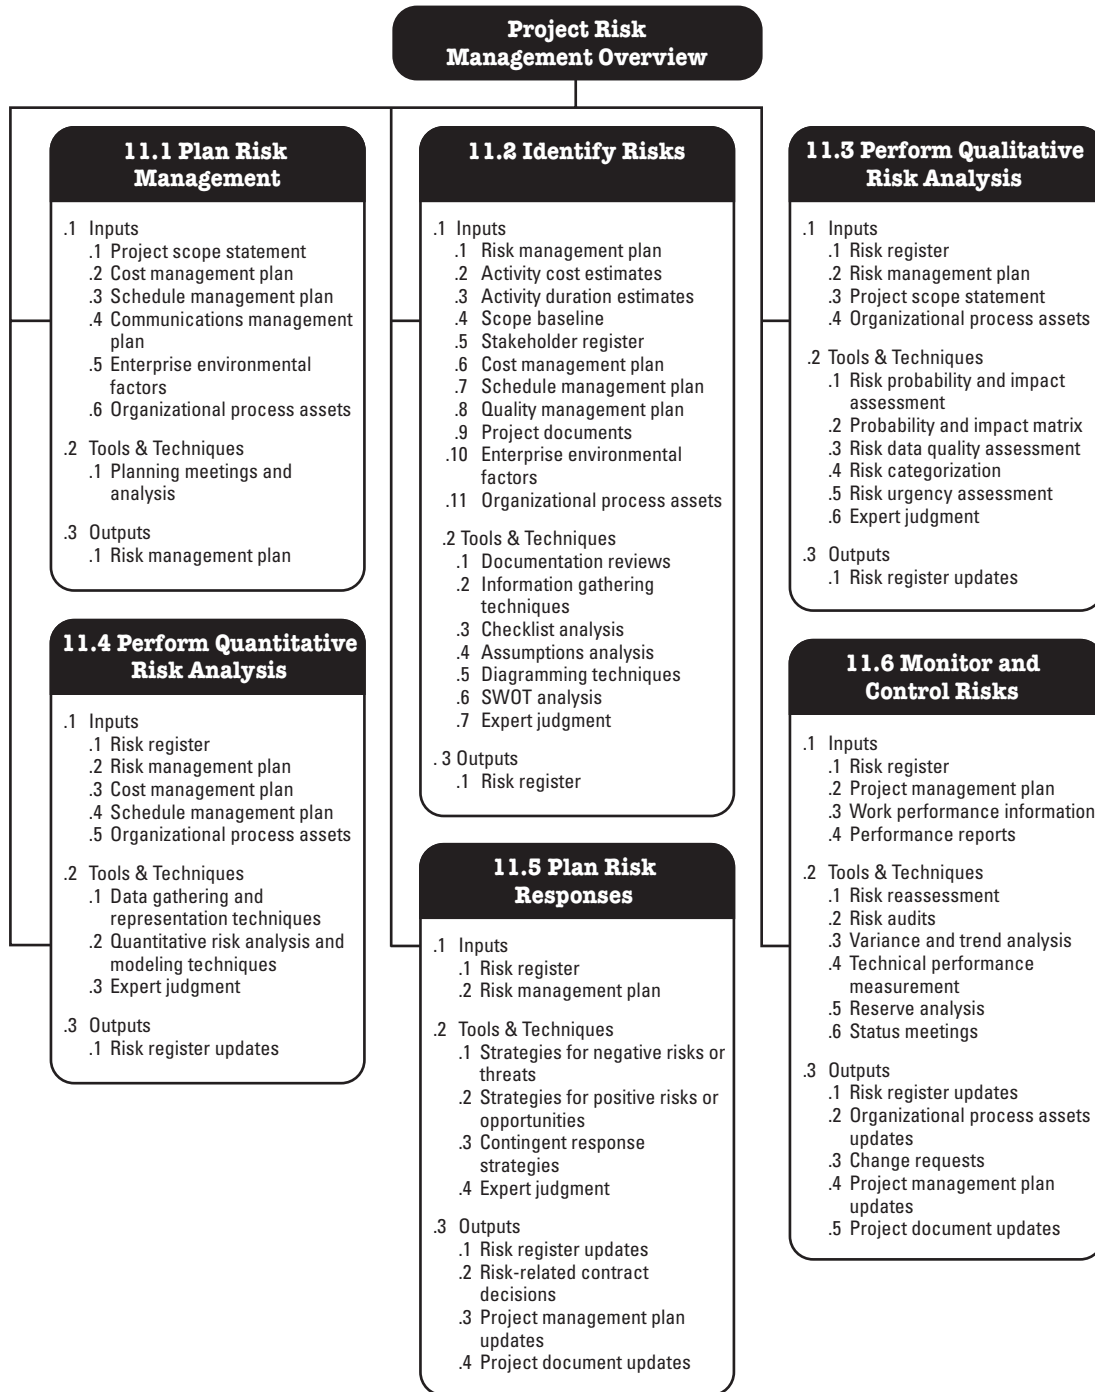 Project Risk
Management Overview
11.1 Plan Risk
Management
.1 Inputs
.1 Project scope statement
.2 Cost management plan
.3 Schedule management plan
.4 Communications management
plan
.5 Enterprise environmental
factors
.6 Organizational process assets
.2 Tools & Techniques
.1 Planning meetings and
analysis
.3 Outputs
.1 Risk management plan
11.2 Identify Risks
.1 Inputs
.1 Risk management plan
.2 Activity cost estimates
.3 Activity duration estimates
.4 Scope baseline
.5 Stakeholder register
.6 Cost management plan
.7 Schedule management plan
.8 Quality management plan
.9 Project documents
.10 Enterprise environmental
factors
.11 Organizational process assets
.2 Tools & Techniques
.1 Documentation reviews
.2 Information gathering
techniques
.3 Checklist analysis
.4 Assumptions analysis
.5 Diagramming techniques
.6 SWOT analysis
.7 Expert judgment
. 3 Outputs
.1 Risk register
11.3 Perform Qualitative
Risk Analysis
.1 Inputs
.1 Risk register
.2 Risk management plan
.3 Project scope statement
.4 Organizational process assets
.2 Tools & Techniques
.1 Risk probability and impact
assessment
.2 Probability and impact matrix
.3 Risk data quality assessment
.4 Risk categorization
.5 Risk urgency assessment
.6 Expert judgment
.3 Outputs
.1 Risk register updates
11.4 Perform Quantitative
Risk Analysis
.1 Inputs
.1 Risk register
.2 Risk management plan
.3 Cost management plan
.4 Schedule management plan
.5 Organizational process assets
.2 Tools & Techniques
.1 Data gathering and
representation techniques
.2 Quantitative risk analysis and
modeling techniques
.3 Expert judgment
.3 Outputs
.1 Risk register updates
11.5 Plan Risk
Responses
.1 Inputs
.1 Risk register
.2 Risk management plan
.2 Tools & Techniques
.1 Strategies for negative risks or
threats
.2 Strategies for positive risks or
opportunities
.3 Contingent response
strategies
.4 Expert judgment
.3 Outputs
.1 Risk register updates
.2 Risk-related contract
decisions
.3 Project management plan
updates
.4 Project document updates
11.6 Monitor and
Control Risks
.1 Inputs
.1 Risk register
.2 Project management plan
.3 Work performance information
.4 Performance reports
.2 Tools & Techniques
.1 Risk reassessment
.2 Risk audits
.3 Variance and trend analysis
.4 Technical performance
measurement
.5 Reserve analysis
.6 Status meetings
.3 Outputs
.1 Risk register updates
.2 Organizational process assets
updates
.3 Change requests
.4 Project management plan
updates
.5 Project document updates